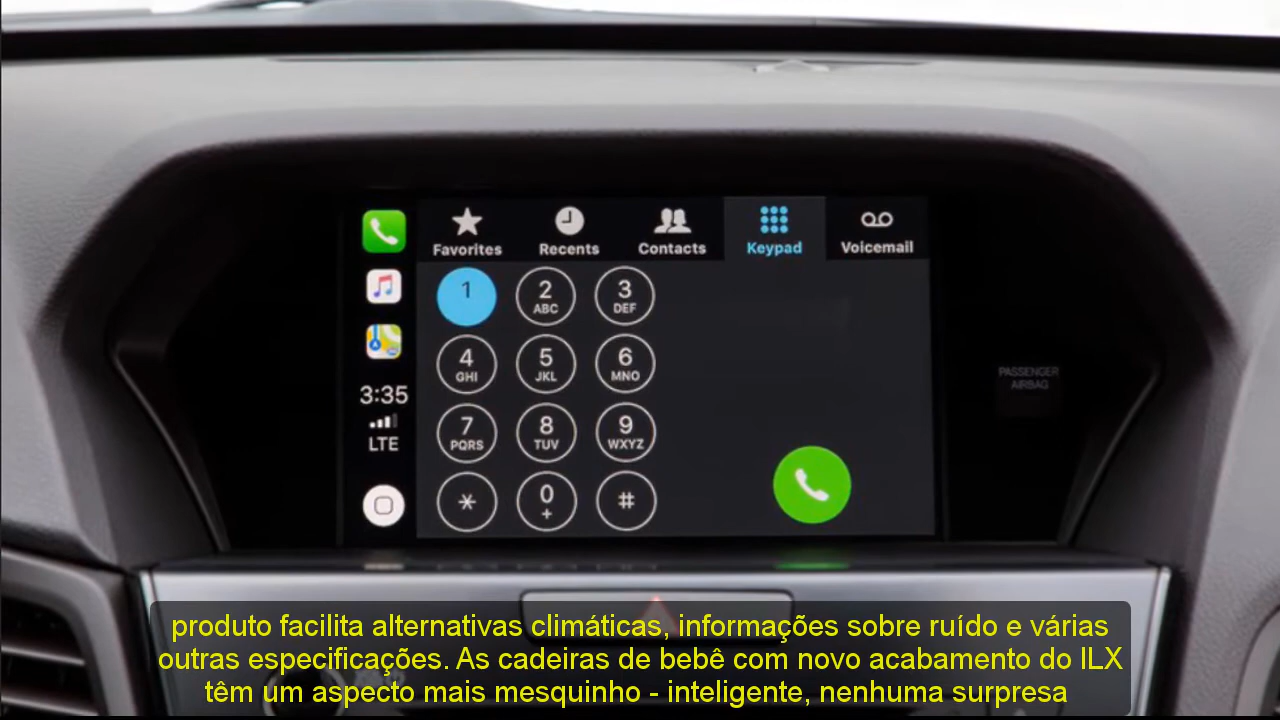 Favorites
Recents
Contacts
Keypad
Voicemail
1
2
ABC
3
DEF
4
GHI
5
JKL
6
MNO
7
PQRS
8
TUV
9
WXYZ
*
0
+
#
3:35
LTE
PASSENGER
AIRBAG
produto facilita alternativas climáticas, informações sobre ruído e várias
outras especificações. As cadeiras de bebê com novo acabamento do ILX
têm um aspecto mais mesquinho - inteligente, nenhuma surpresa